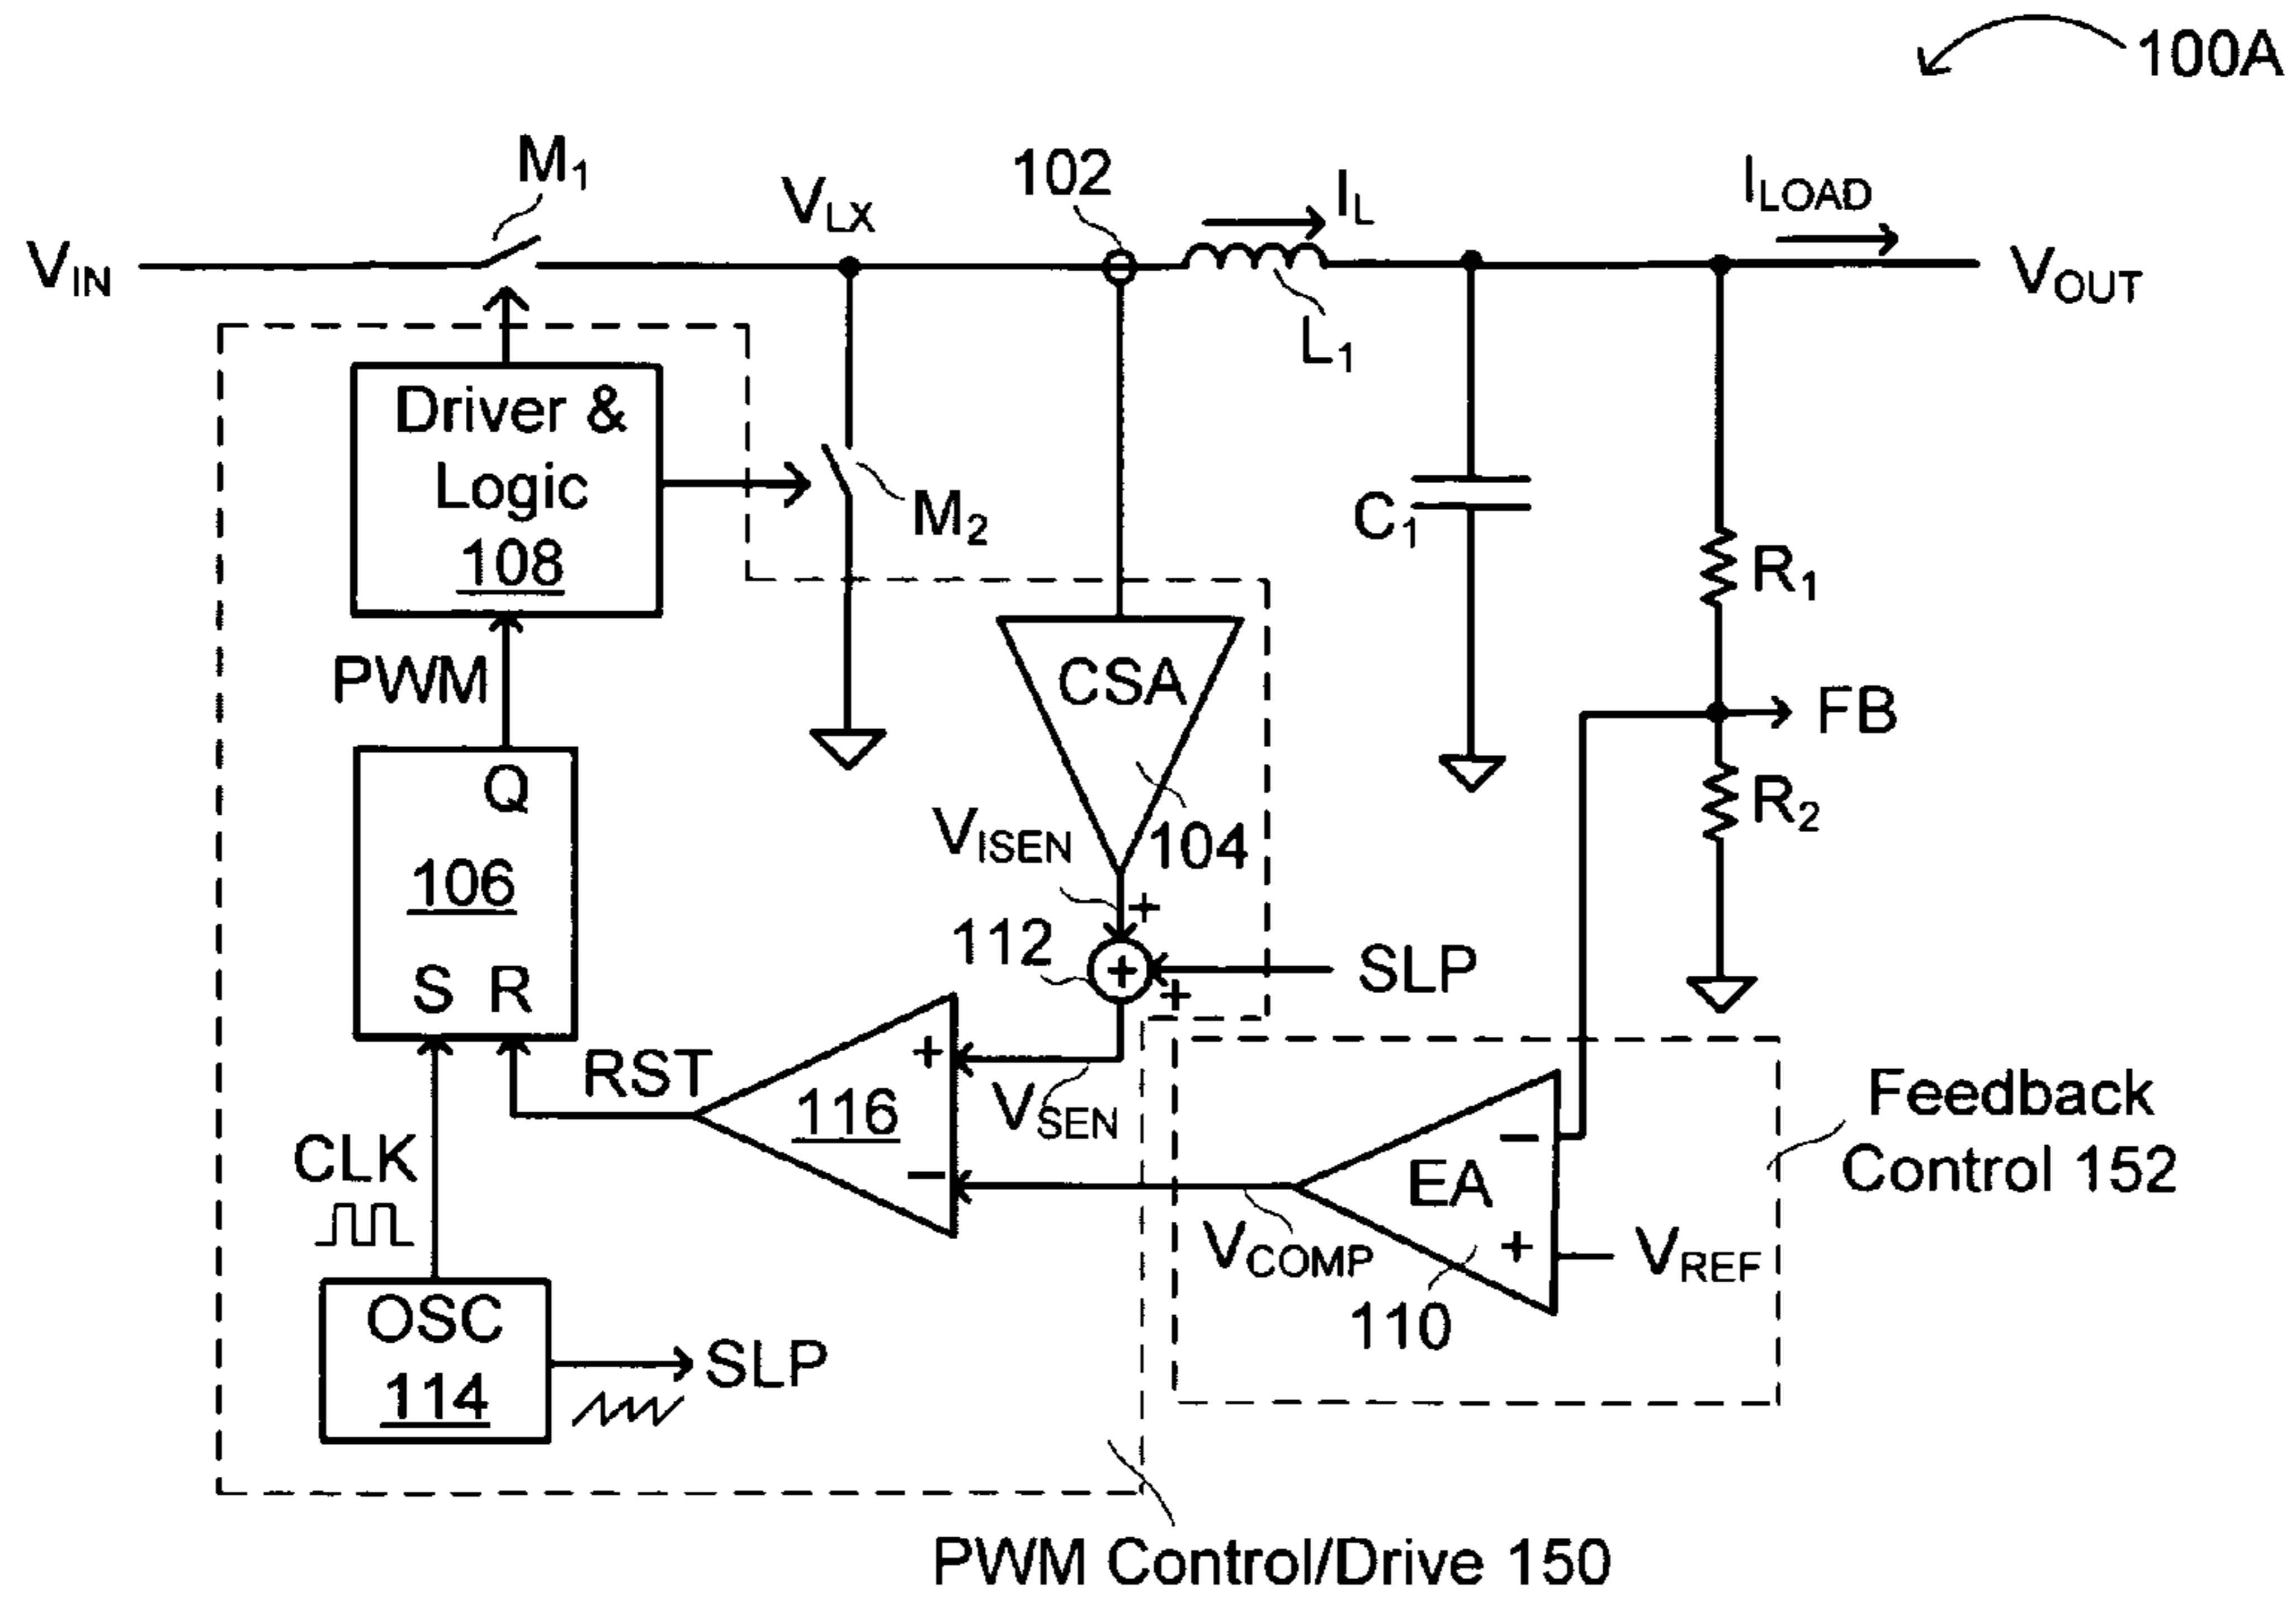 100A
M1
VLX
102
IL
ILOAD
VIN
VOUT
L1
Driver &
Logic
108
M2
C1
R1
PWM
CSA
FB
Q
R2
VISEN
104
106
112
+
+
SLP
S R
+
RST
+
116
VSEN
Feedback
Control 152
CLK
−
−
EA
VCOMP
+
VREF
110
OSC
114
SLP
PWM Control/Drive 150